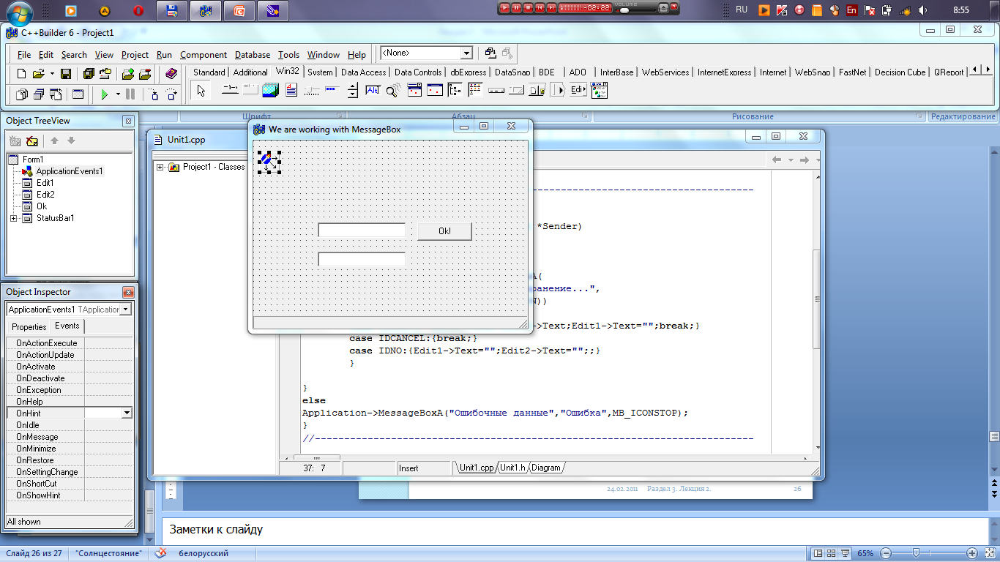 RU
En
VOLUME
8:55
C++Builder 6 - Project1
File Edit Search View Project Run Component Database Tools Window Help
<None>
Standard Additional Win32 System Data Access Data Controls dbExpress DataSnap BDE ADO InterBase WebServices InternetExpress Internet WebSnap FastNet Decision Cube QReport
Шрифт Абзац Рисование Редактирование
Object TreeView
Form1
ApplicationEvents1
Edit1
Edit2
Ok
StatusBar1
Object Inspector
ApplicationEvents1 TApplication
Properties Events
OnActionExecute
OnActionUpdate
OnActivate
OnDeactivate
OnException
OnHelp
OnHint
OnIdle
OnMessage
OnMinimize
OnRestore
OnSettingChange
OnShortCut
OnShowHint
All shown
Unit1.cpp
Project1 - Classes
We are working with MessageBox
Ok!
*Sender)
A(
ранение...",
N))
->Text;Edit1->Text="";break;}
case IDCANCEL:{break;}
case IDNO:{Edit1->Text="";Edit2->Text="";;}
}
}
else
Application->MessageBoxA("Ошибочные данные","Ошибка",MB_ICONSTOP);
}
//---------------------------------------------------------------------------
37: 7 Insert Unit1.cpp Unit1.h Diagram
24.02.2011 Раздел 3. Лекция 2. 26
Заметки к слайду
Слайд 26 из 27 "Солнцестояние" белорусский 65%